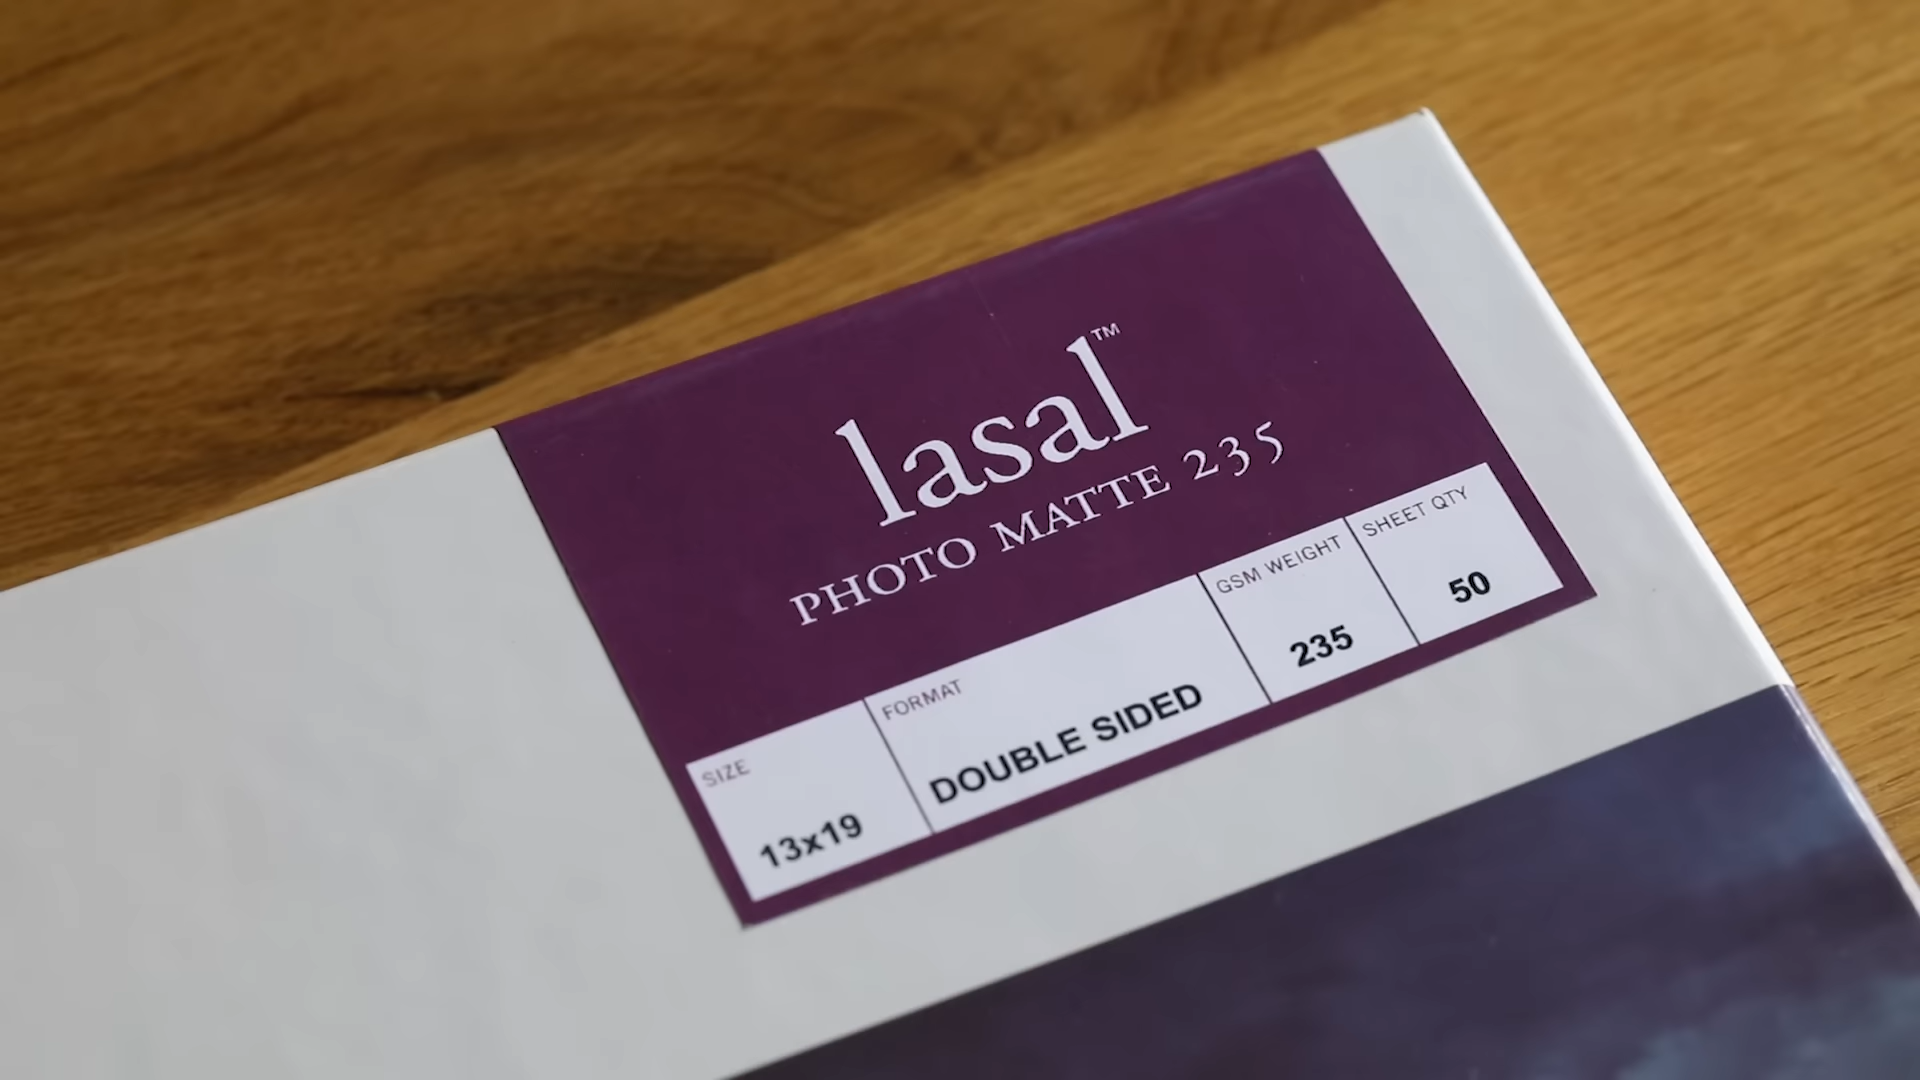 lasal™
PHOTO MATTE 235
SIZE
13x19
FORMAT
DOUBLE SIDED
GSM WEIGHT
235
SHEET QTY
50